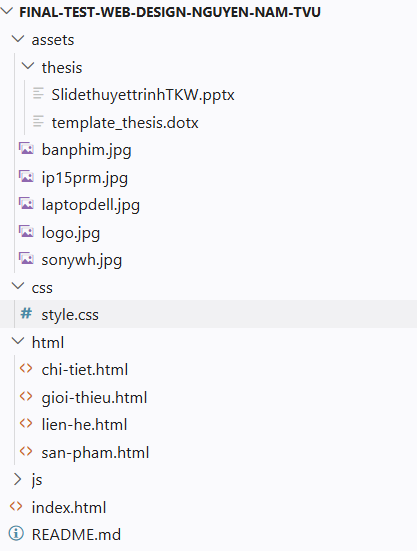 FINAL-TEST-WEB-DESIGN-NGUYEN-NAM-TVU
assets
thesis
SlidethuyettrinhTKW.pptx
template_thesis.dotx
banphim.jpg
ip15prm.jpg
laptopdell.jpg
logo.jpg
sonywh.jpg
css
# style.css
html
<> chi-tiet.html
<> gioi-thieu.html
<> lien-he.html
<> san-pham.html
js
<> index.html
README.md